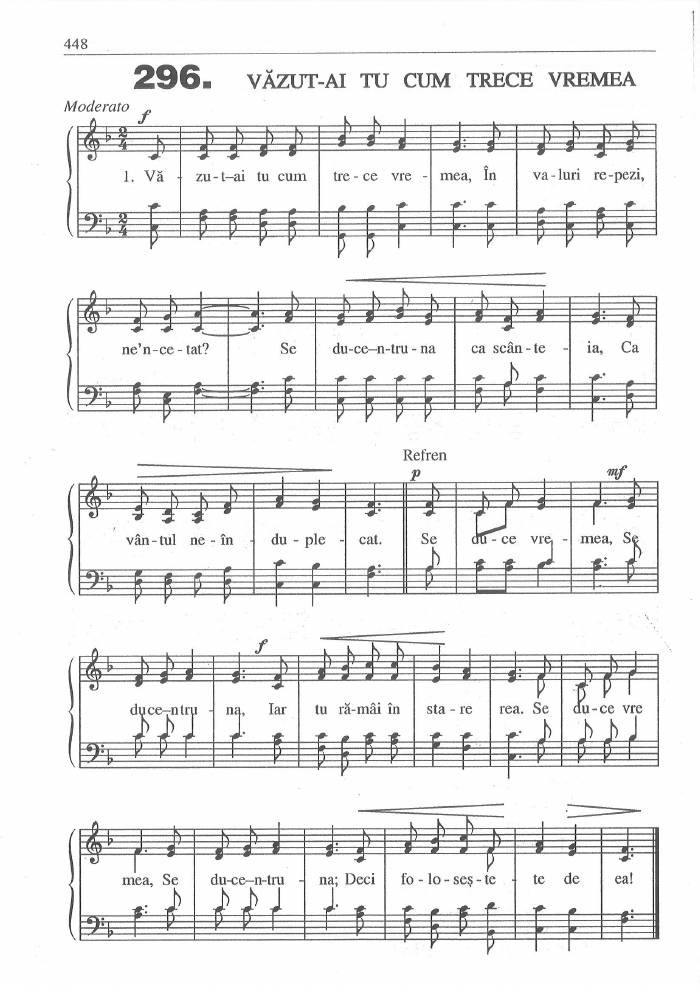 448
296. VĂZUT-AI TU CUM TRECE VREMEA
Moderato
f
1. Vă - zu-t–ai tu cum tre-ce vre-mea, În va-luri re-pezi,
ne'n-ce-tat? Se du-ce–n-tru-na ca scân-te-ia, Ca
Refren
p mf
vân-tul ne-în-du-ple-cat. Se du-ce vre-mea, Se
f
du-ce–n-tru-na, Iar tu ră-mâi în sta-re rea. Se du-ce vre
mea, Se du-ce–n-tru-na; Deci fo-lo-seș-te-te de ea!